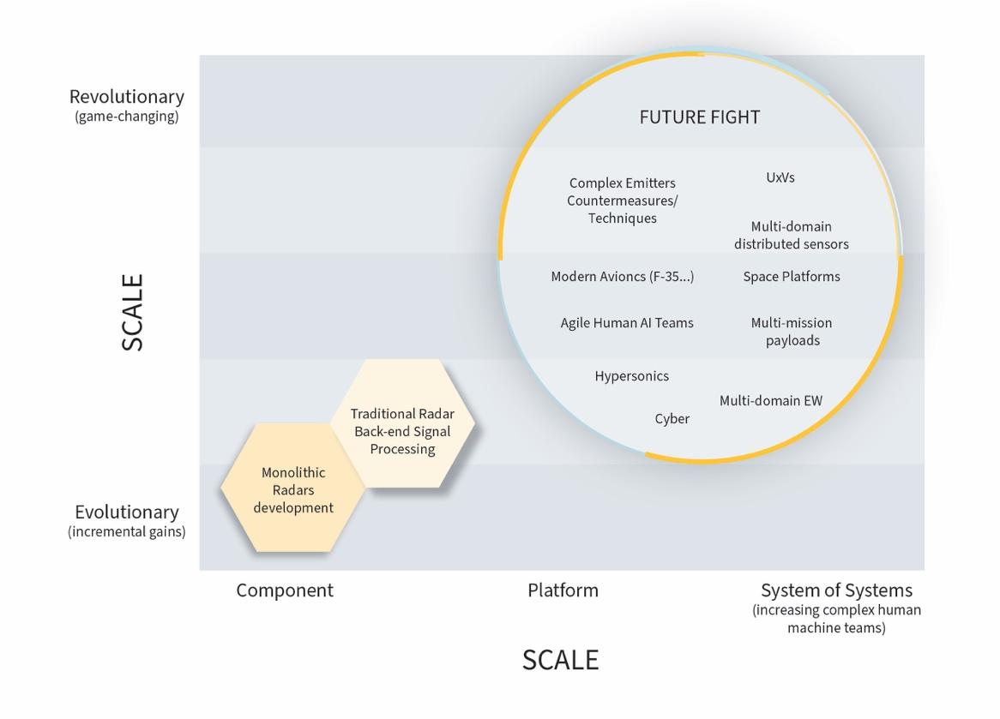 Revolutionary
(game-changing)
FUTURE FIGHT
Complex Emitters
Countermeasures/
Techniques
UxVs
Multi-domain
distributed sensors
Modern Avioncs (F-35...)
Space Platforms
Agile Human AI Teams
Multi-mission
payloads
Hypersonics
Multi-domain EW
Cyber
SCALE
Traditional Radar
Back-end Signal
Processing
Monolithic
Radars
development
Evolutionary
(incremental gains)
Component
Platform
System of Systems
(increasing complex human
machine teams)
SCALE